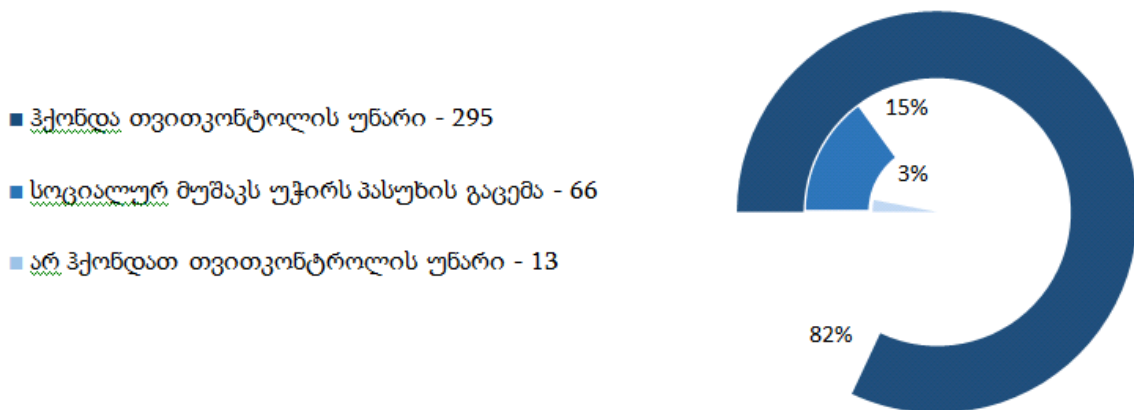 ჰქონდა თვითკონტოლის უნარი - 295
სოციალურ მუშაკს უჭირს პასუხის გაცემა - 66
არ ჰქონდათ თვითკონტროლის უნარი - 13
15%
3%
82%